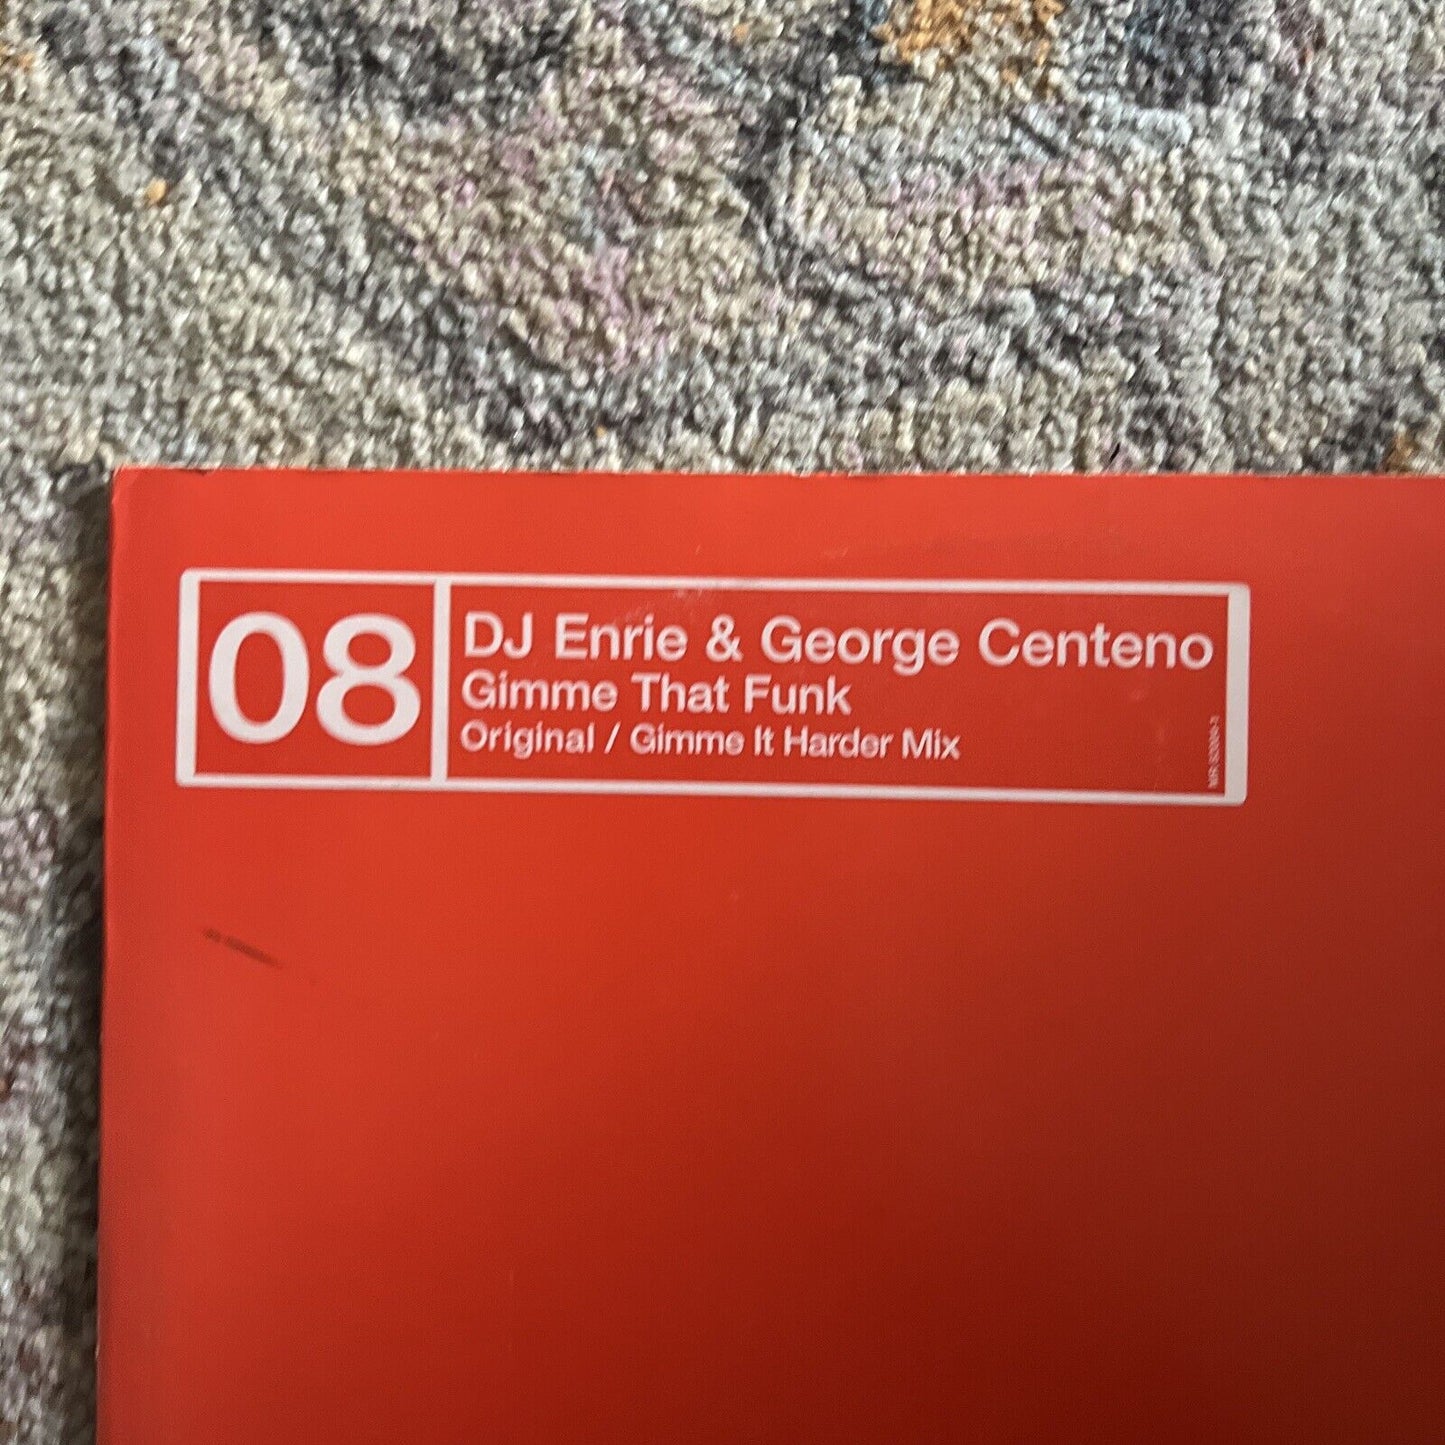 08
DJ Enrie & George Centeno
Gimme That Funk
Original / Gimme It Harder Mix